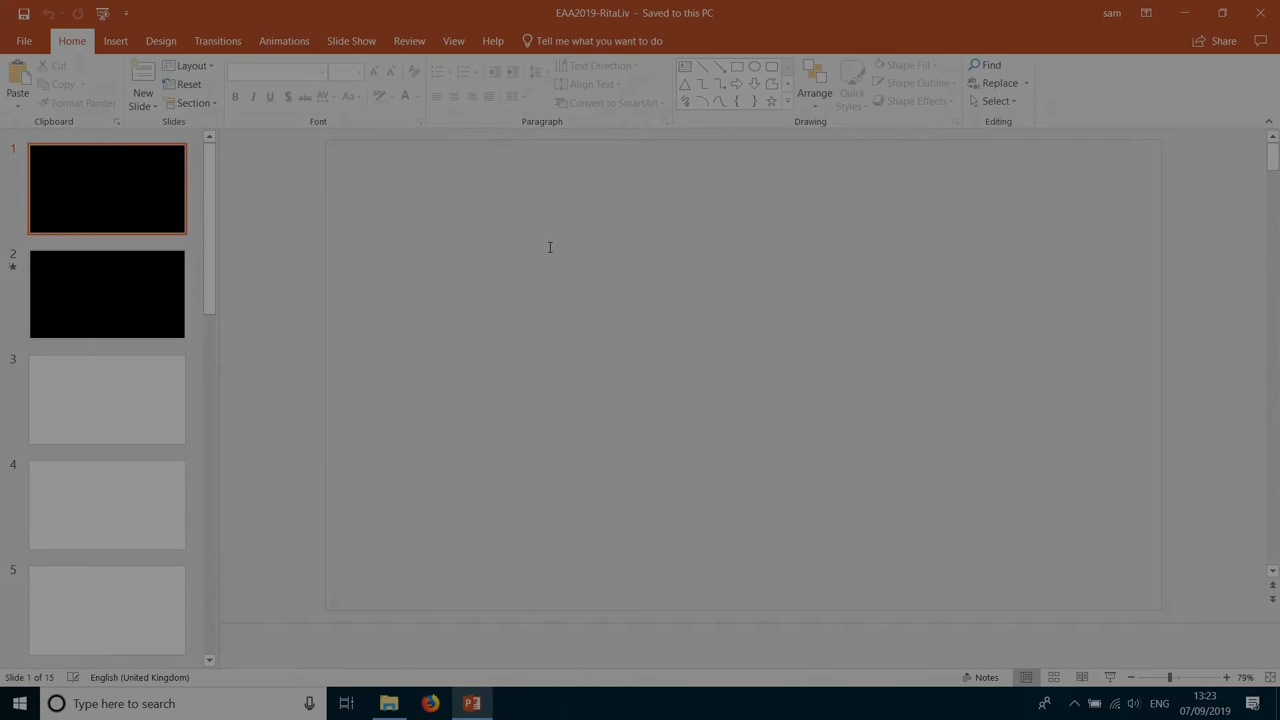 EAA2019-RitaLiv - Saved to this PC
sam
File
Home
Insert
Design
Transitions
Animations
Slide Show
Review
View
Help
Tell me what you want to do
Share
Paste
Cut
Copy
Format Painter
Clipboard
New
Slide
Layout
Reset
Section
Slides
Font
Text Direction
Align Text
Convert to SmartArt
Paragraph
Arrange
Quick
Styles
Shape Fill
Shape Outline
Shape Effects
Drawing
Find
Replace
Select
Editing
1
2
3
4
5
Slide 1 of 15
English (United Kingdom)
Notes
79%
Type here to search
ENG
13:23
07/09/2019